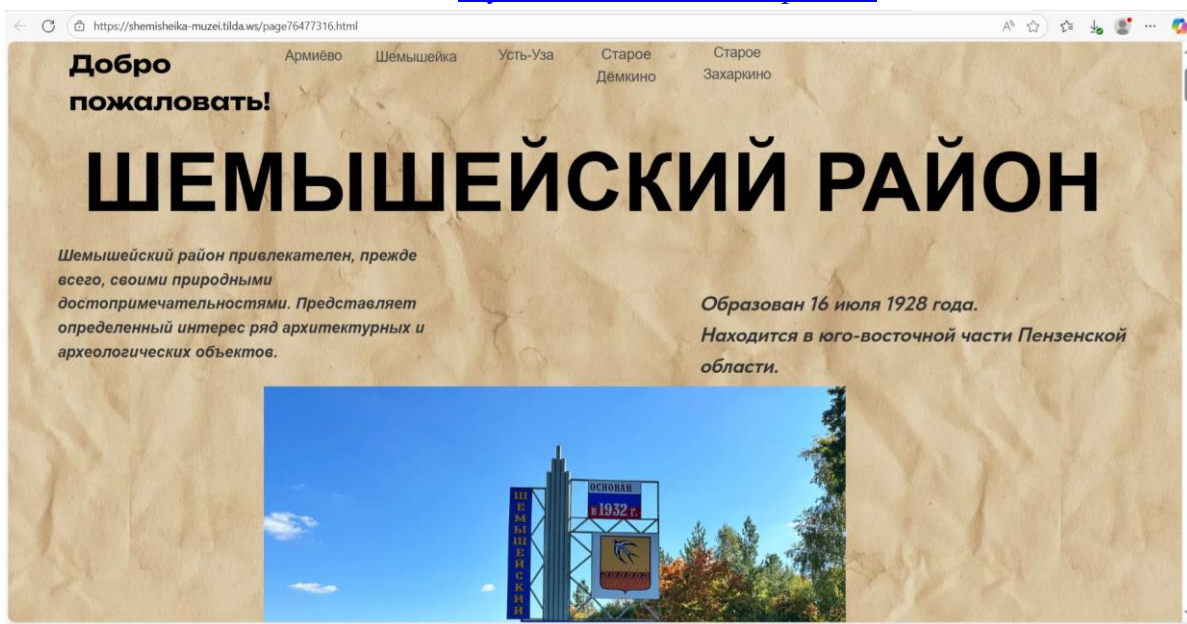 https://shemisheika-muzei.tilda.ws/page76477316.html
Добро
пожаловать!
Армиёво
Шемышейка
Усть-Уза
Старое
Дёмкино
Старое
Захаркино
ШЕМЫШЕЙСКИЙ РАЙОН
Шемышейский район привлекателен, прежде
всего, своими природными
достопримечательностями. Представляет
определенный интерес ряд архитектурных и
археологических объектов.
Образован 16 июля 1928 года.
Находится в юго-восточной части Пензенской
области.
ШЕМЫШЕЙСКИЙ
ОСНОВАН
в 1932 г.